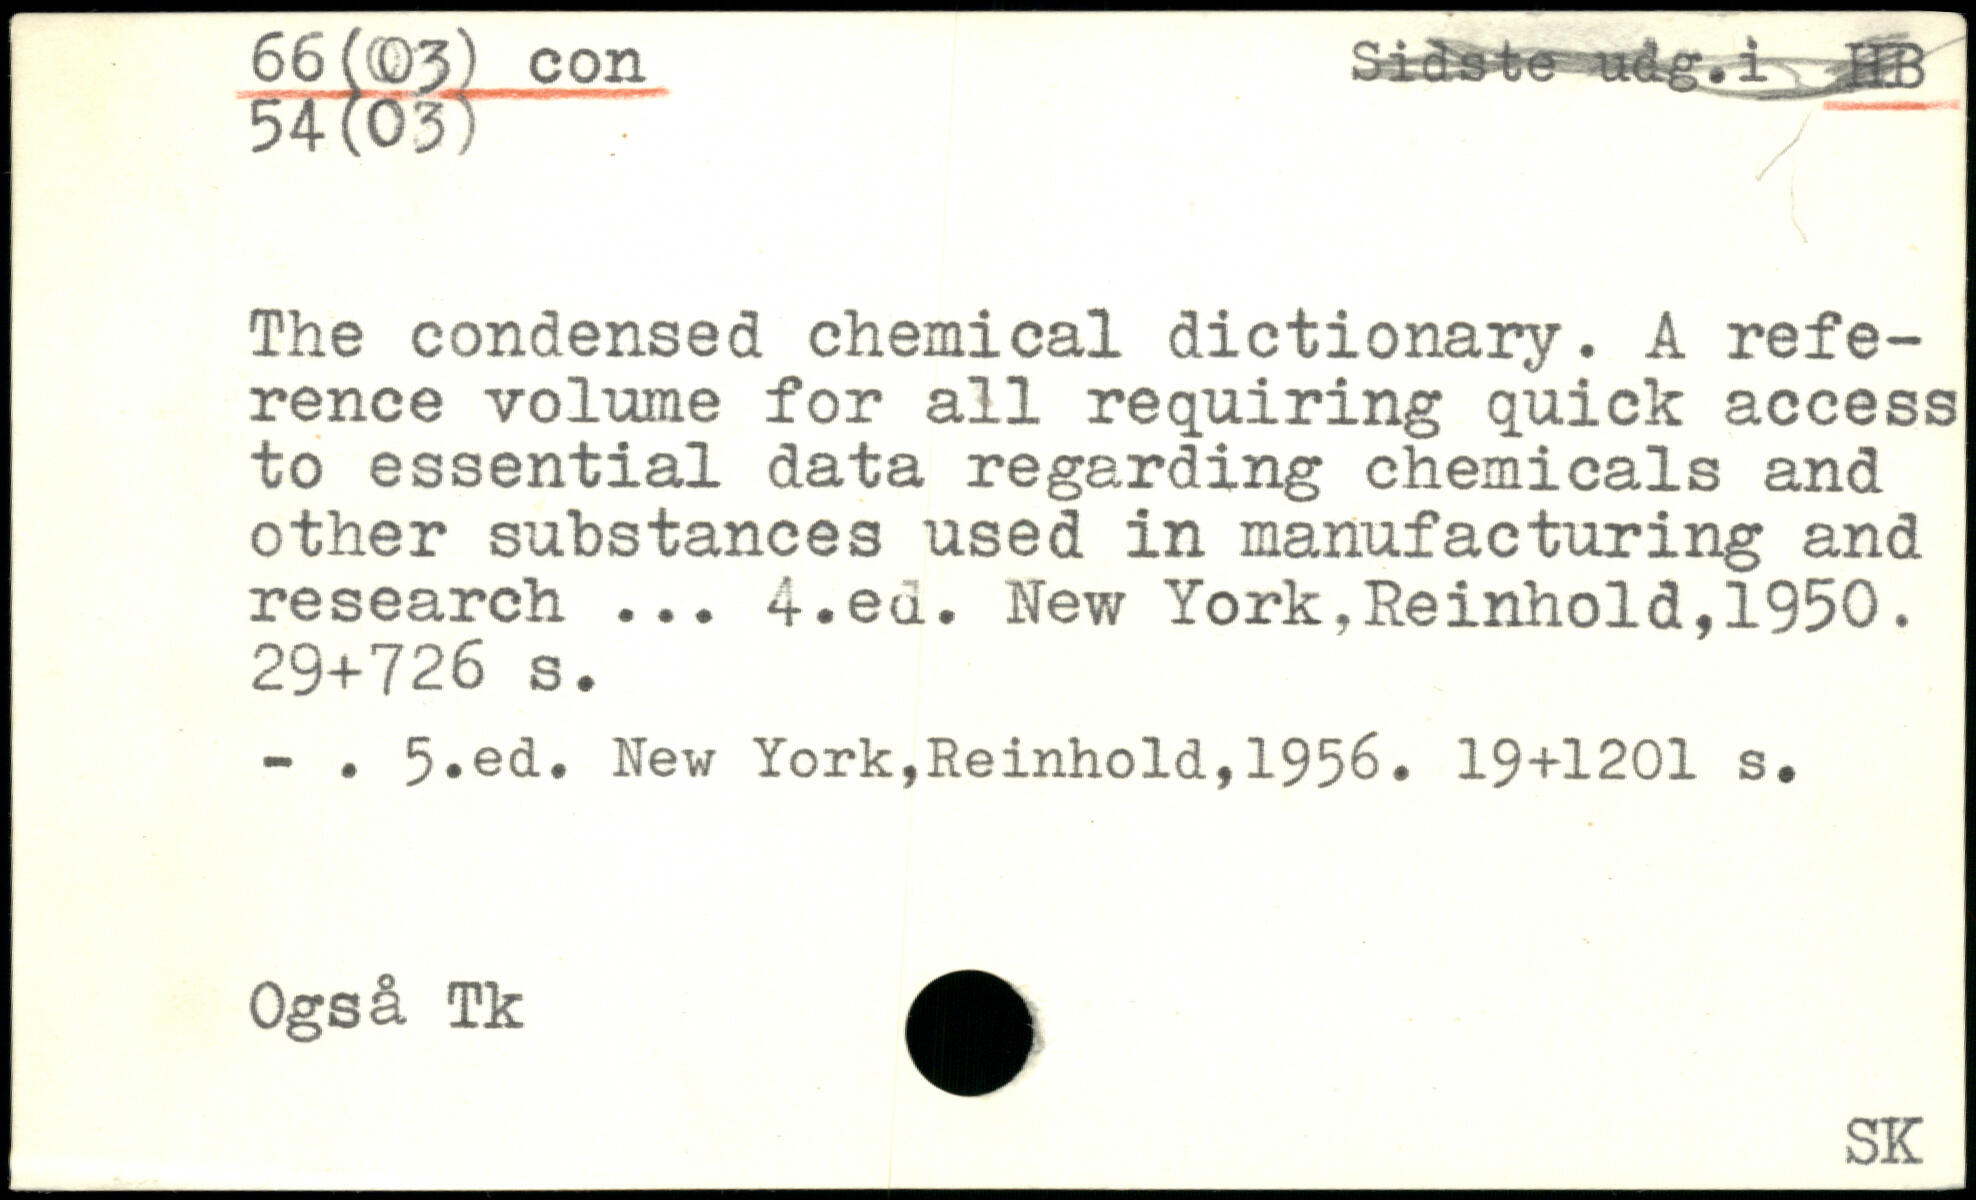 66(03) con
Sidste udg.i HB
54(03)
The condensed chemical dictionary. A refe-
rence volume for all requiring quick access
to essential data regarding chemicals and
other substances used in manufacturing and
research ... 4.ed. New York,Reinhold,1950.
29+726 s.
- . 5.ed. New York,Reinhold,1956. 19+1201 s.
Også Tk
SK